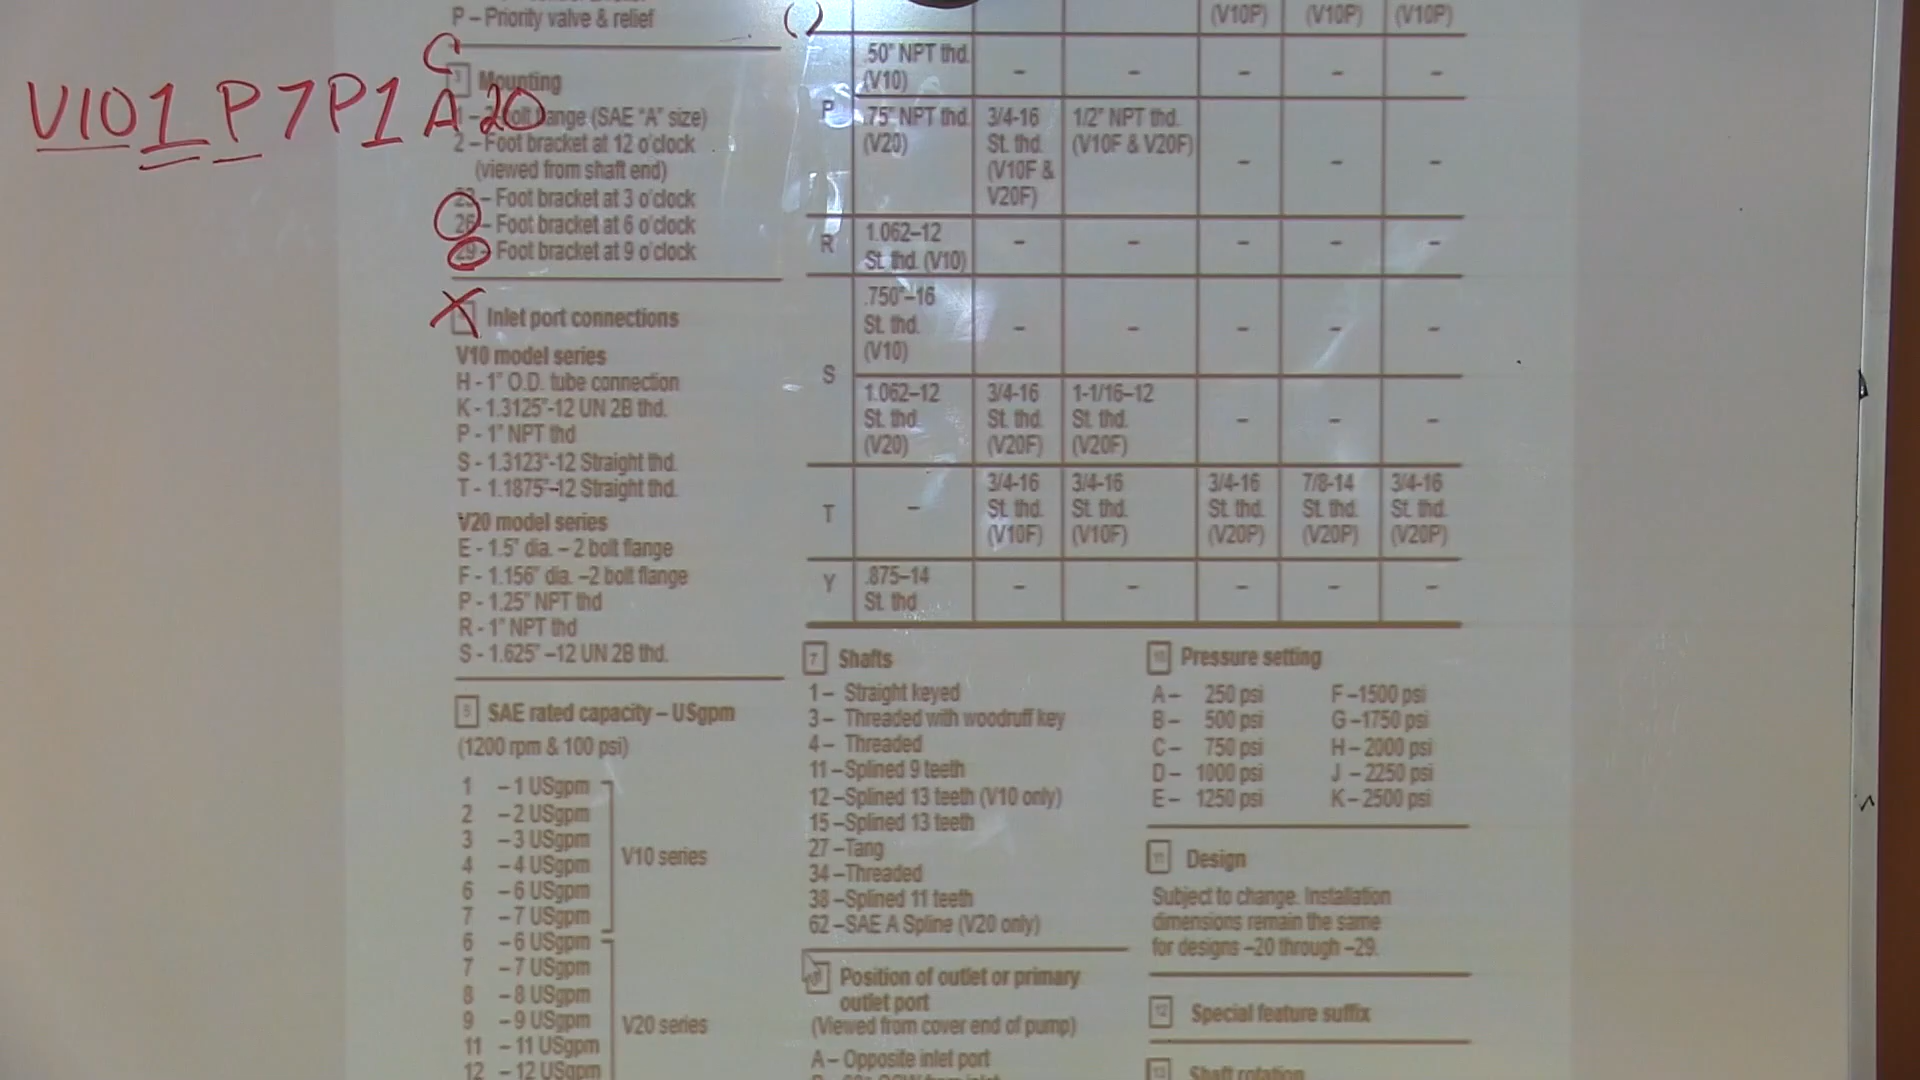 V101P7P1 A20
C
P – Priority valve & relief
3 Mounting
2 – Foot bracket at 12 o'clock
(viewed from shaft end)
23 – Foot bracket at 3 o'clock
26 – Foot bracket at 6 o'clock
29 – Foot bracket at 9 o'clock
Inlet port connections
V10 model series
H - 1" O.D. tube connection
K - 1.3125"-12 UN 2B thd.
P - 1" NPT thd
S - 1.3123"-12 Straight thd.
T - 1.1875"–12 Straight thd.
V20 model series
E - 1.5" dia. – 2 bolt flange
F - 1.156" dia. –2 bolt flange
P - 1.25" NPT thd
R - 1" NPT thd
S - 1.625" –12 UN 2B thd.
5 SAE rated capacity – USgpm
(1200 rpm & 100 psi)
1 – 1 USgpm
2 – 2 USgpm
3 – 3 USgpm
4 – 4 USgpm
6 – 6 USgpm
7 – 7 USgpm
V10 series
6 – 6 USgpm
7 – 7 USgpm
8 – 8 USgpm
9 – 9 USgpm
11 – 11 USgpm
12 – 12 USgpm
V20 series
( )
(V10P) (V10P) (V10P)
P .50" NPT thd. (V10) – – – – –
.75" NPT thd. (V20) 3/4-16 St. thd. (V10F & V20F) 1/2" NPT thd. (V10F & V20F) – – –
R 1.062–12 St. thd. (V10) – – – – –
S .750"–16 St. thd. (V10) – – – – –
1.062–12 St. thd. (V20) 3/4-16 St. thd. (V20F) 1-1/16–12 St. thd. (V20F) – – –
T – 3/4-16 St. thd. (V10F) 3/4-16 St. thd. (V10F) 3/4-16 St. thd. (V20P) 7/8-14 St. thd. (V20P) 3/4-16 St. thd. (V20P)
Y .875–14 St. thd – – – – –
7 Shafts
1 – Straight keyed
3 – Threaded with woodruff key
4 – Threaded
11 –Splined 9 teeth
12 –Splined 13 teeth (V10 only)
15 –Splined 13 teeth
27 –Tang
34 –Threaded
38 –Splined 11 teeth
62 –SAE A Spline (V20 only)
Position of outlet or primary
outlet port
(Viewed from cover end of pump)
A – Opposite inlet port
10 Pressure setting
A – 250 psi F –1500 psi
B – 500 psi G –1750 psi
C – 750 psi H – 2000 psi
D – 1000 psi J – 2250 psi
E – 1250 psi K – 2500 psi
11 Design
Subject to change. Installation
dimensions remain the same
for designs –20 through –29.
12 Special feature suffix
13 Shaft rotation